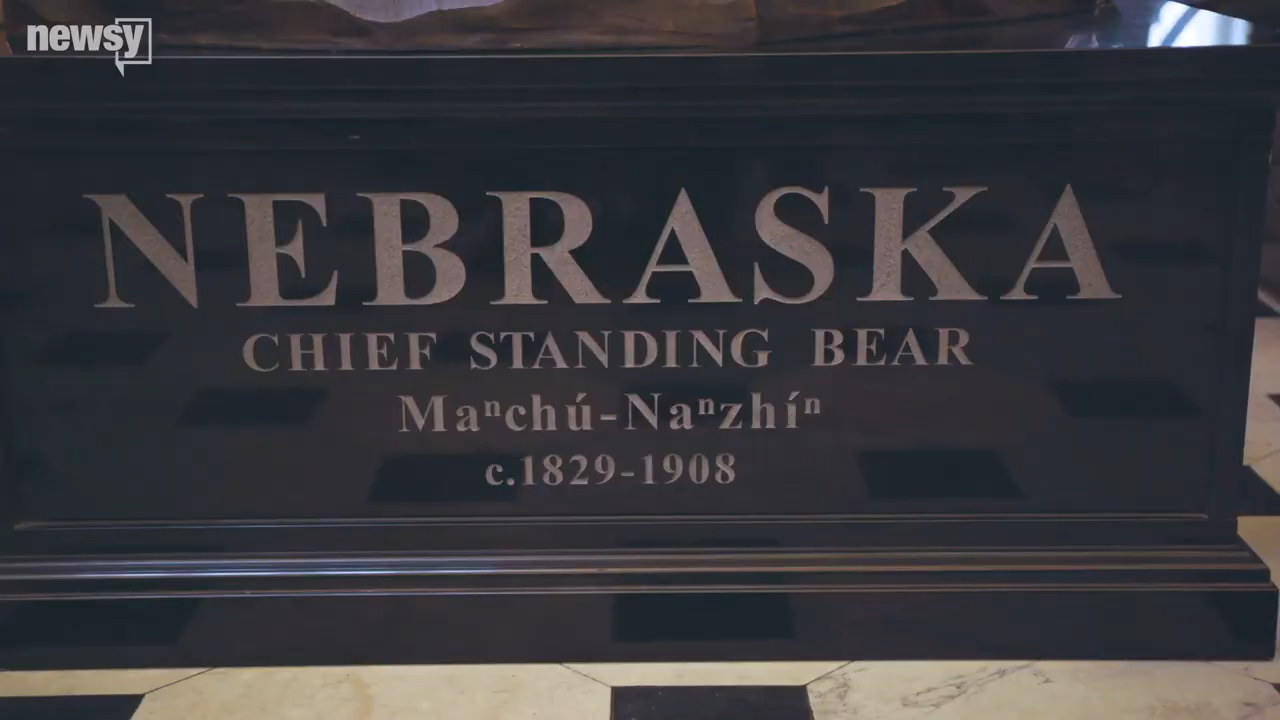 newsy
NEBRASKA
CHIEF STANDING BEAR
Maⁿchú-Naⁿzhíⁿ
c.1829-1908